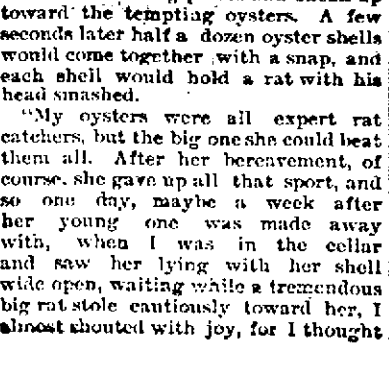 toward the tempting oysters. A few
seconds later half a dozen oyster shells
would come together with a snap, and
each shell would hold a rat with his
head smashed.
"My oysters were all expert rat
catchers, but the big one she could beat
them all. After her bereavement, of
course, she gave up all that sport, and
so one day, maybe a week after
her young one was made away
with, when I was in the cellar
and saw her lying with her shell
wide open, waiting while a tremendous
big rat stole cautiously toward her, I
almost shouted with joy, for I thought